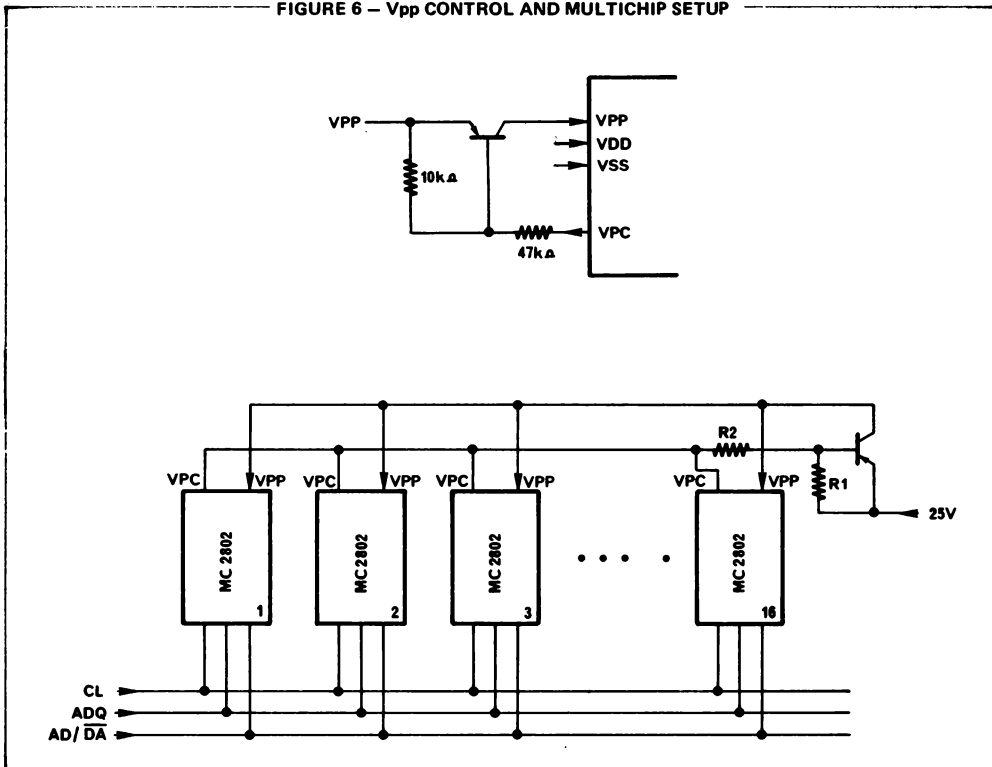 FIGURE 6 – Vpp CONTROL AND MULTICHIP SETUP
VPP
VPP
VDD
VSS
10kΩ
VPC
47kΩ
R2
VPC VPP VPC VPP VPC VPP VPC VPP
R1
25V
MC 2802 MC 2802 MC 2802 MC 2802
1 2 3 16
CL
ADQ
AD/D̅A̅